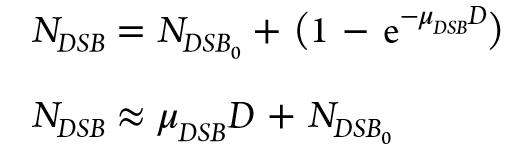 N_{DSB} = N_{DSB_0} + (1 − e^{−μ_{DSB}D})
N_{DSB} ≈ μ_{DSB}D + N_{DSB_0}